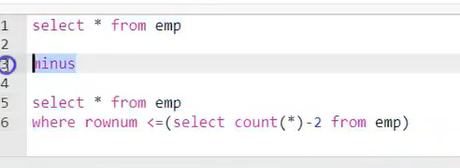 1 select * from emp
2
3 minus
4
5 select * from emp
6 where rownum <=(select count(*)-2 from emp)